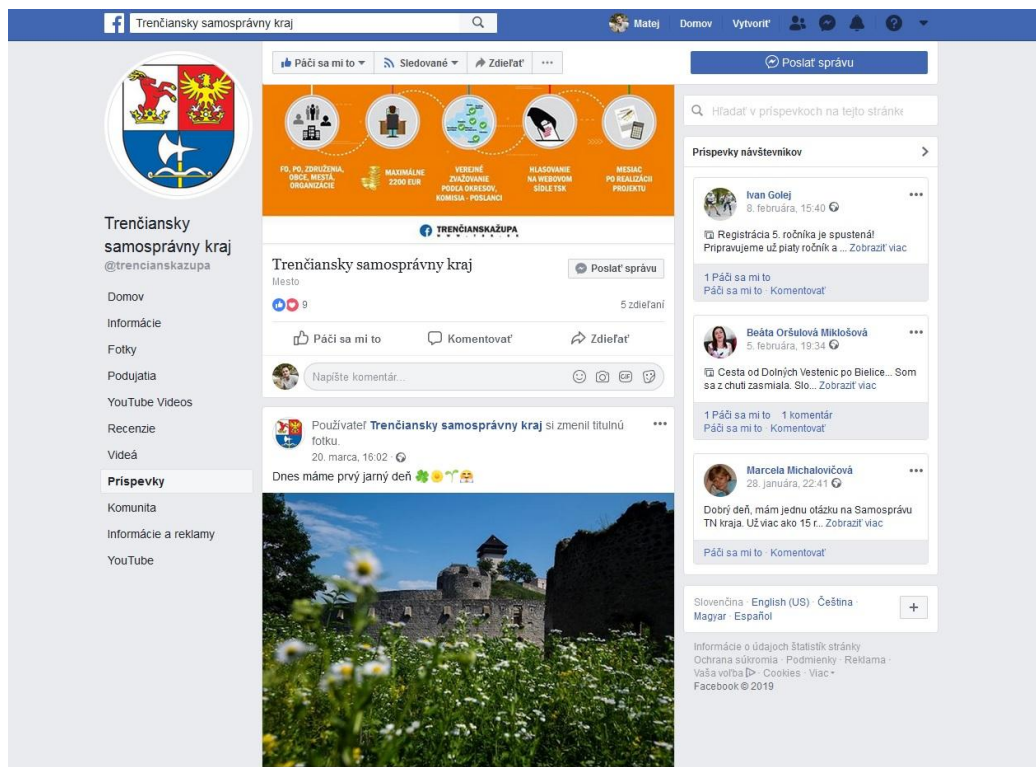 Trenčiansky samosprávny kraj
Matej
Domov
Vytvoriť
Trenčiansky
samosprávny kraj
@trencianskazupa
Domov
Informácie
Fotky
Podujatia
YouTube Videos
Recenzie
Videá
Príspevky
Komunita
Informácie a reklamy
YouTube
Páči sa mi to
Sledované
Zdieľať
FO, PO, ZDRUŽENIA,
OBCE, MESTÁ,
ORGANIZÁCIE
MAXIMÁLNE
2200 EUR
VEREJNÉ
ZVAŽOVANIE
PODĽA OKRESOV,
KOMISIA - POSLANCI
HLASOVANIE
NA WEBOVOM
SÍDLE TSK
MESIAC
PO REALIZÁCII
PROJEKTU
TRENČIANSKAŽUPA
Trenčiansky samosprávny kraj
Mesto
Poslať správu
9
5 zdieľaní
Páči sa mi to
Komentovať
Zdieľať
Napíšte komentár...
GIF
Používateľ Trenčiansky samosprávny kraj si zmenil titulnú
fotku.
20. marca, 16:02 ·
Dnes máme prvý jarný deň 🍀🌞🌱🤗
Poslať správu
Hľadať v príspevkoch na tejto stránke
Príspevky návštevníkov
Ivan Golej
8. februára, 15:40
Registrácia 5. ročníka je spustená!
Pripravujeme už piaty ročník a ... Zobraziť viac
1 Páči sa mi to
Páči sa mi to · Komentovať
Beáta Oršulová Miklošová
5. februára, 19:34
Cesta od Dolných Vestenic po Bielice... Som
sa z chuti zasmiala. Slo... Zobraziť viac
1 Páči sa mi to 1 komentár
Páči sa mi to · Komentovať
Marcela Michalovičová
28. januára, 22:41
Dobrý deň, mám jednu otázku na Samosprávu
TN kraja. Už viac ako 15 r... Zobraziť viac
Páči sa mi to · Komentovať
Slovenčina · English (US) · Čeština ·
Magyar · Español
Informácie o údajoch štatistík stránky
Ochrana súkromia · Podmienky · Reklama ·
Vaša voľba · Cookies · Viac
Facebook © 2019